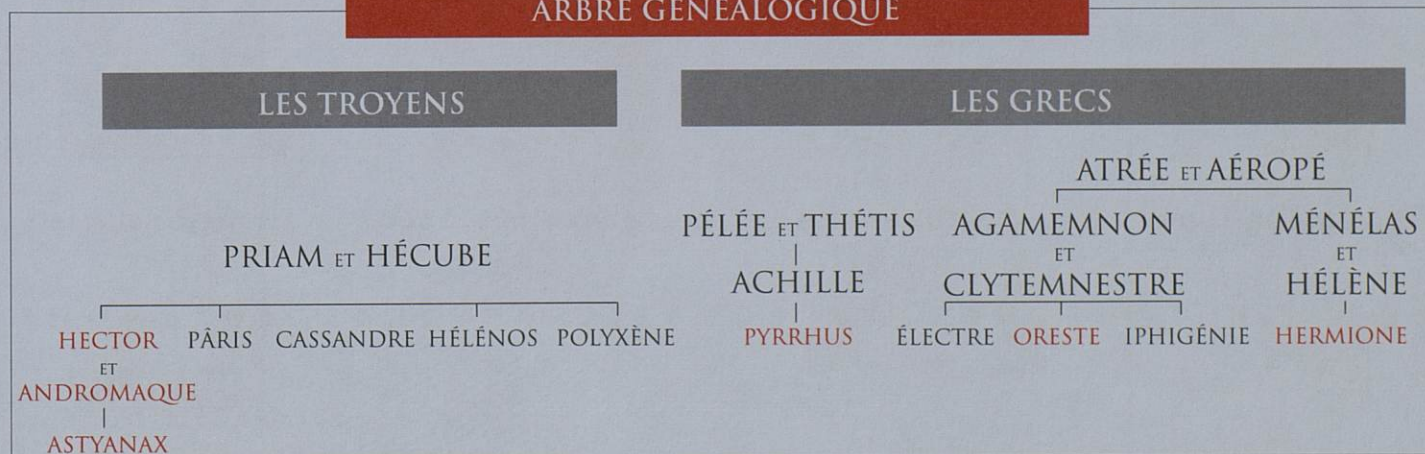 ARBRE GÉNÉALOGIQUE
LES TROYENS
PRIAM ET HÉCUBE
HECTOR PÂRIS CASSANDRE HÉLÉNOS POLYXÈNE
ET
ANDROMAQUE
ASTYANAX
LES GRECS
ATRÉE ET AÉROPÉ
PÉLÉE ET THÉTIS AGAMEMNON MÉNÉLAS
ET ET
ACHILLE CLYTEMNESTRE HÉLÈNE
PYRRHUS ÉLECTRE ORESTE IPHIGÉNIE HERMIONE